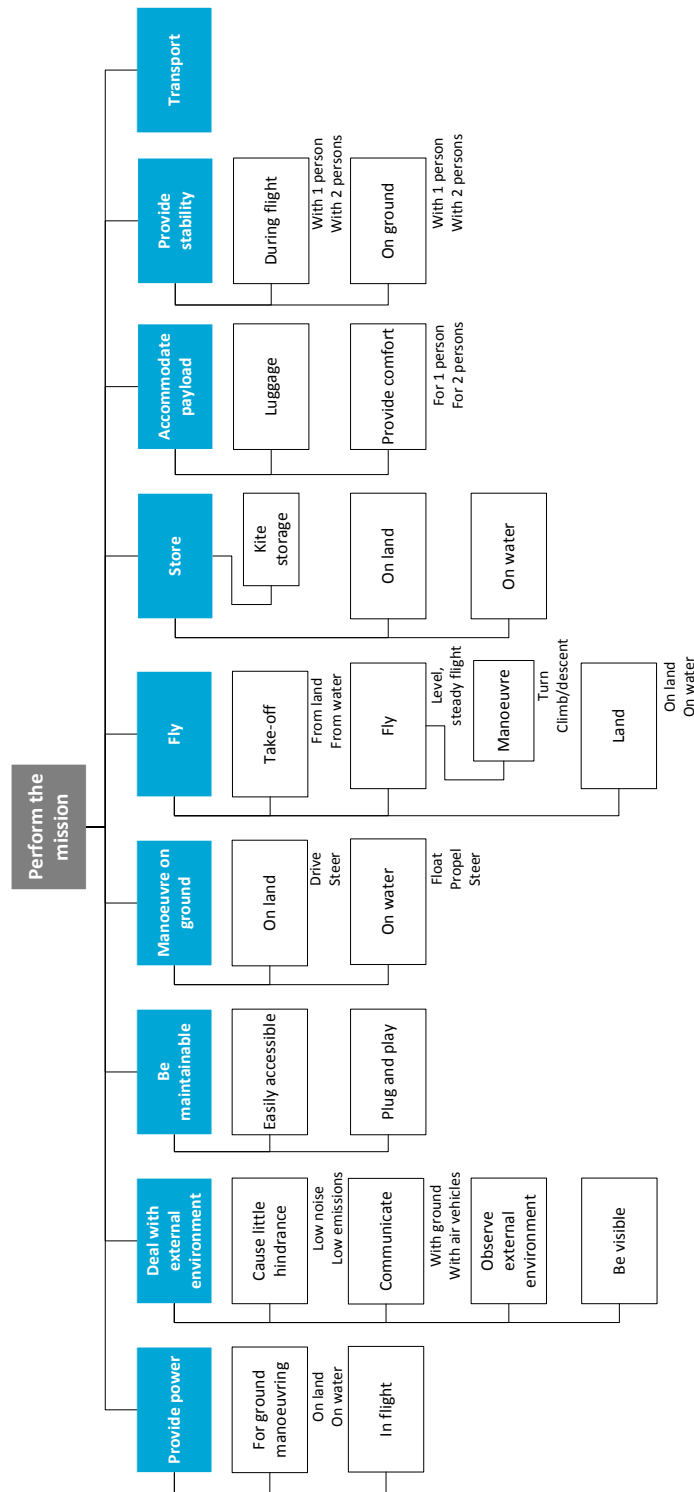 Perform the
mission
Provide power
For ground
manoeuvring
On land
On water
In flight
Deal with
external
environment
Cause little
hindrance
Low noise
Low emissions
Communicate
With ground
With air vehicles
Observe
external
environment
Be visible
Be
maintainable
Easily accessible
Plug and play
Manoeuvre on
ground
On land
Drive
Steer
On water
Float
Propel
Steer
Fly
Take-off
From land
From water
Fly
Level,
steady flight
Manoeuvre
Turn
Climb/descent
Land
On land
On water
Store
Kite
storage
On land
On water
Accommodate
payload
Luggage
Provide comfort
For 1 person
For 2 persons
Provide
stability
During flight
With 1 person
With 2 persons
On ground
With 1 person
With 2 persons
Transport